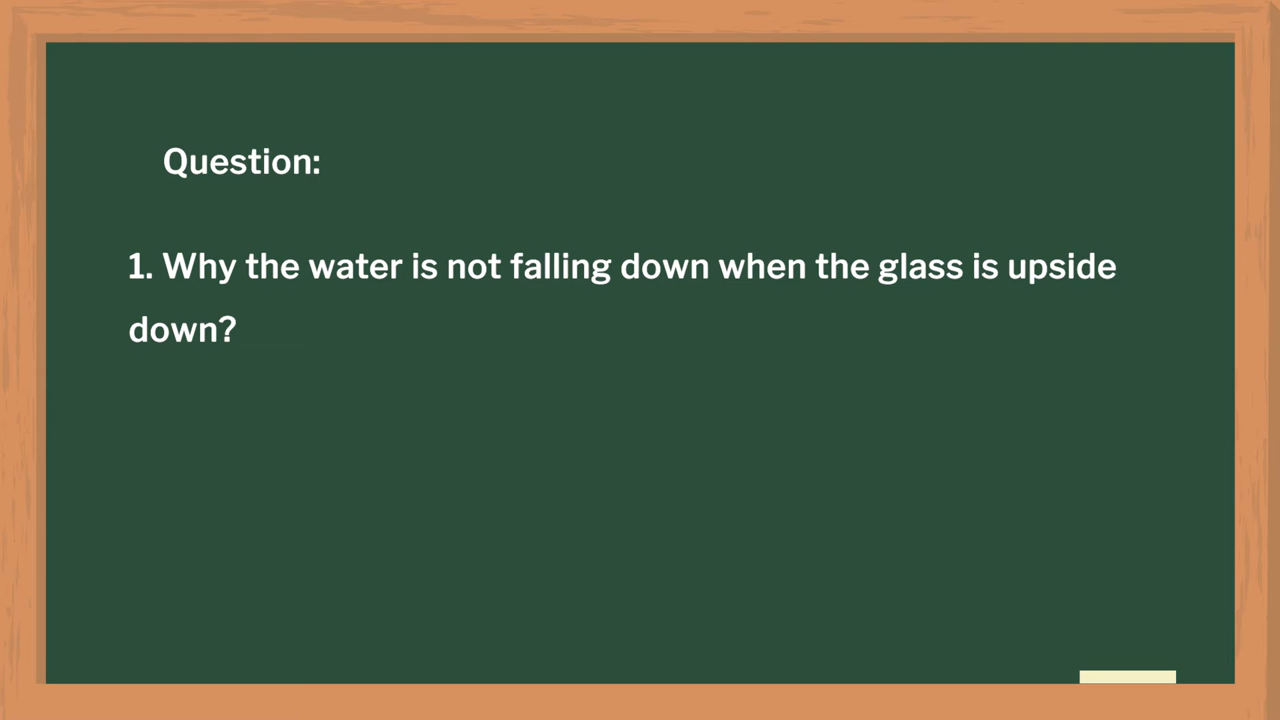 Question:
1. Why the water is not falling down when the glass is upside
down?